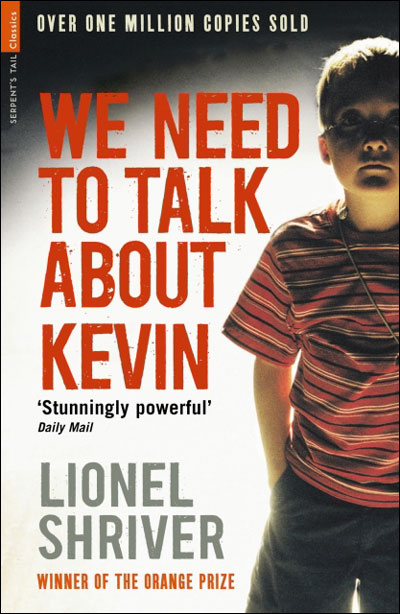 SERPENT'S TAIL Classics
OVER ONE MILLION COPIES SOLD
WE NEED
TO TALK
ABOUT
KEVIN
‘Stunningly powerful’
Daily Mail
LIONEL
SHRIVER
WINNER OF THE ORANGE PRIZE